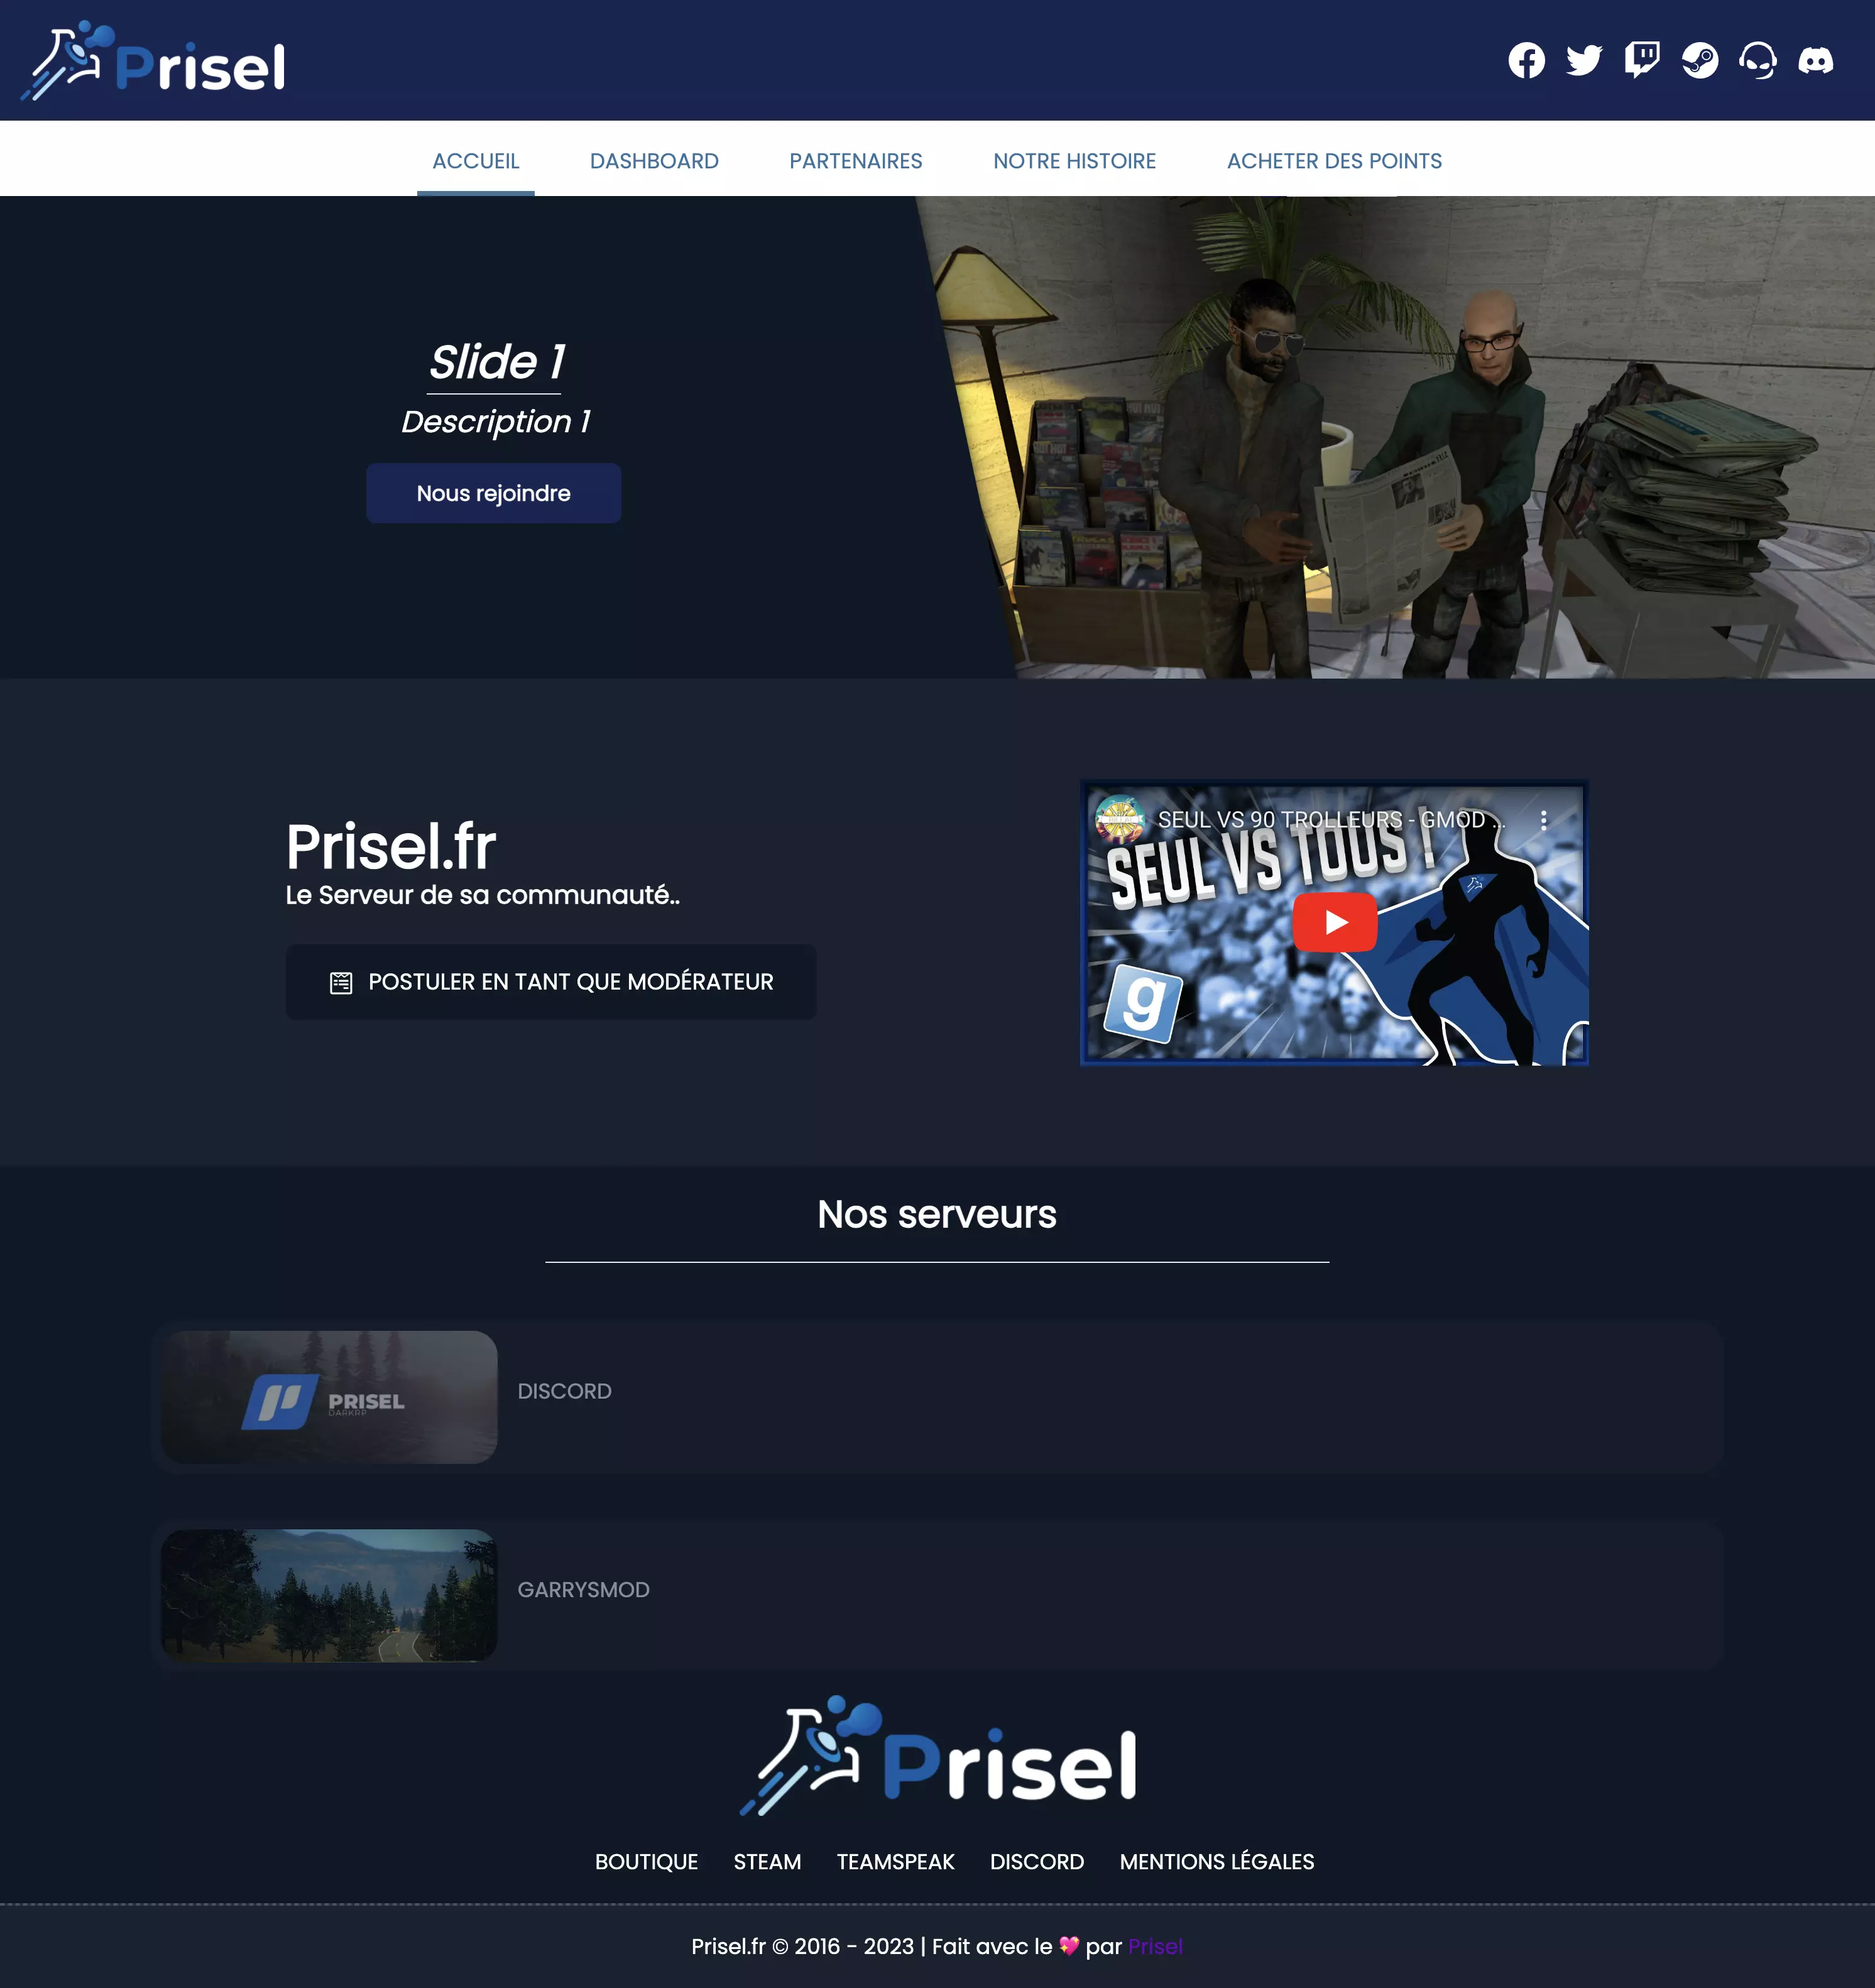 Prisel
ACCUEIL
DASHBOARD
PARTENAIRES
NOTRE HISTOIRE
ACHETER DES POINTS
Slide 1
Description 1
Nous rejoindre
Prisel.fr
Le Serveur de sa communauté..
POSTULER EN TANT QUE MODÉRATEUR
SEUL VS 90 TROLLEURS - GMOD ...
SEUL VS TOUS !
g
Nos serveurs
PRISEL
DARKRP
DISCORD
GARRYSMOD
Prisel
BOUTIQUE
STEAM
TEAMSPEAK
DISCORD
MENTIONS LÉGALES
Prisel.fr © 2016 - 2023 | Fait avec le 💖 par Prisel